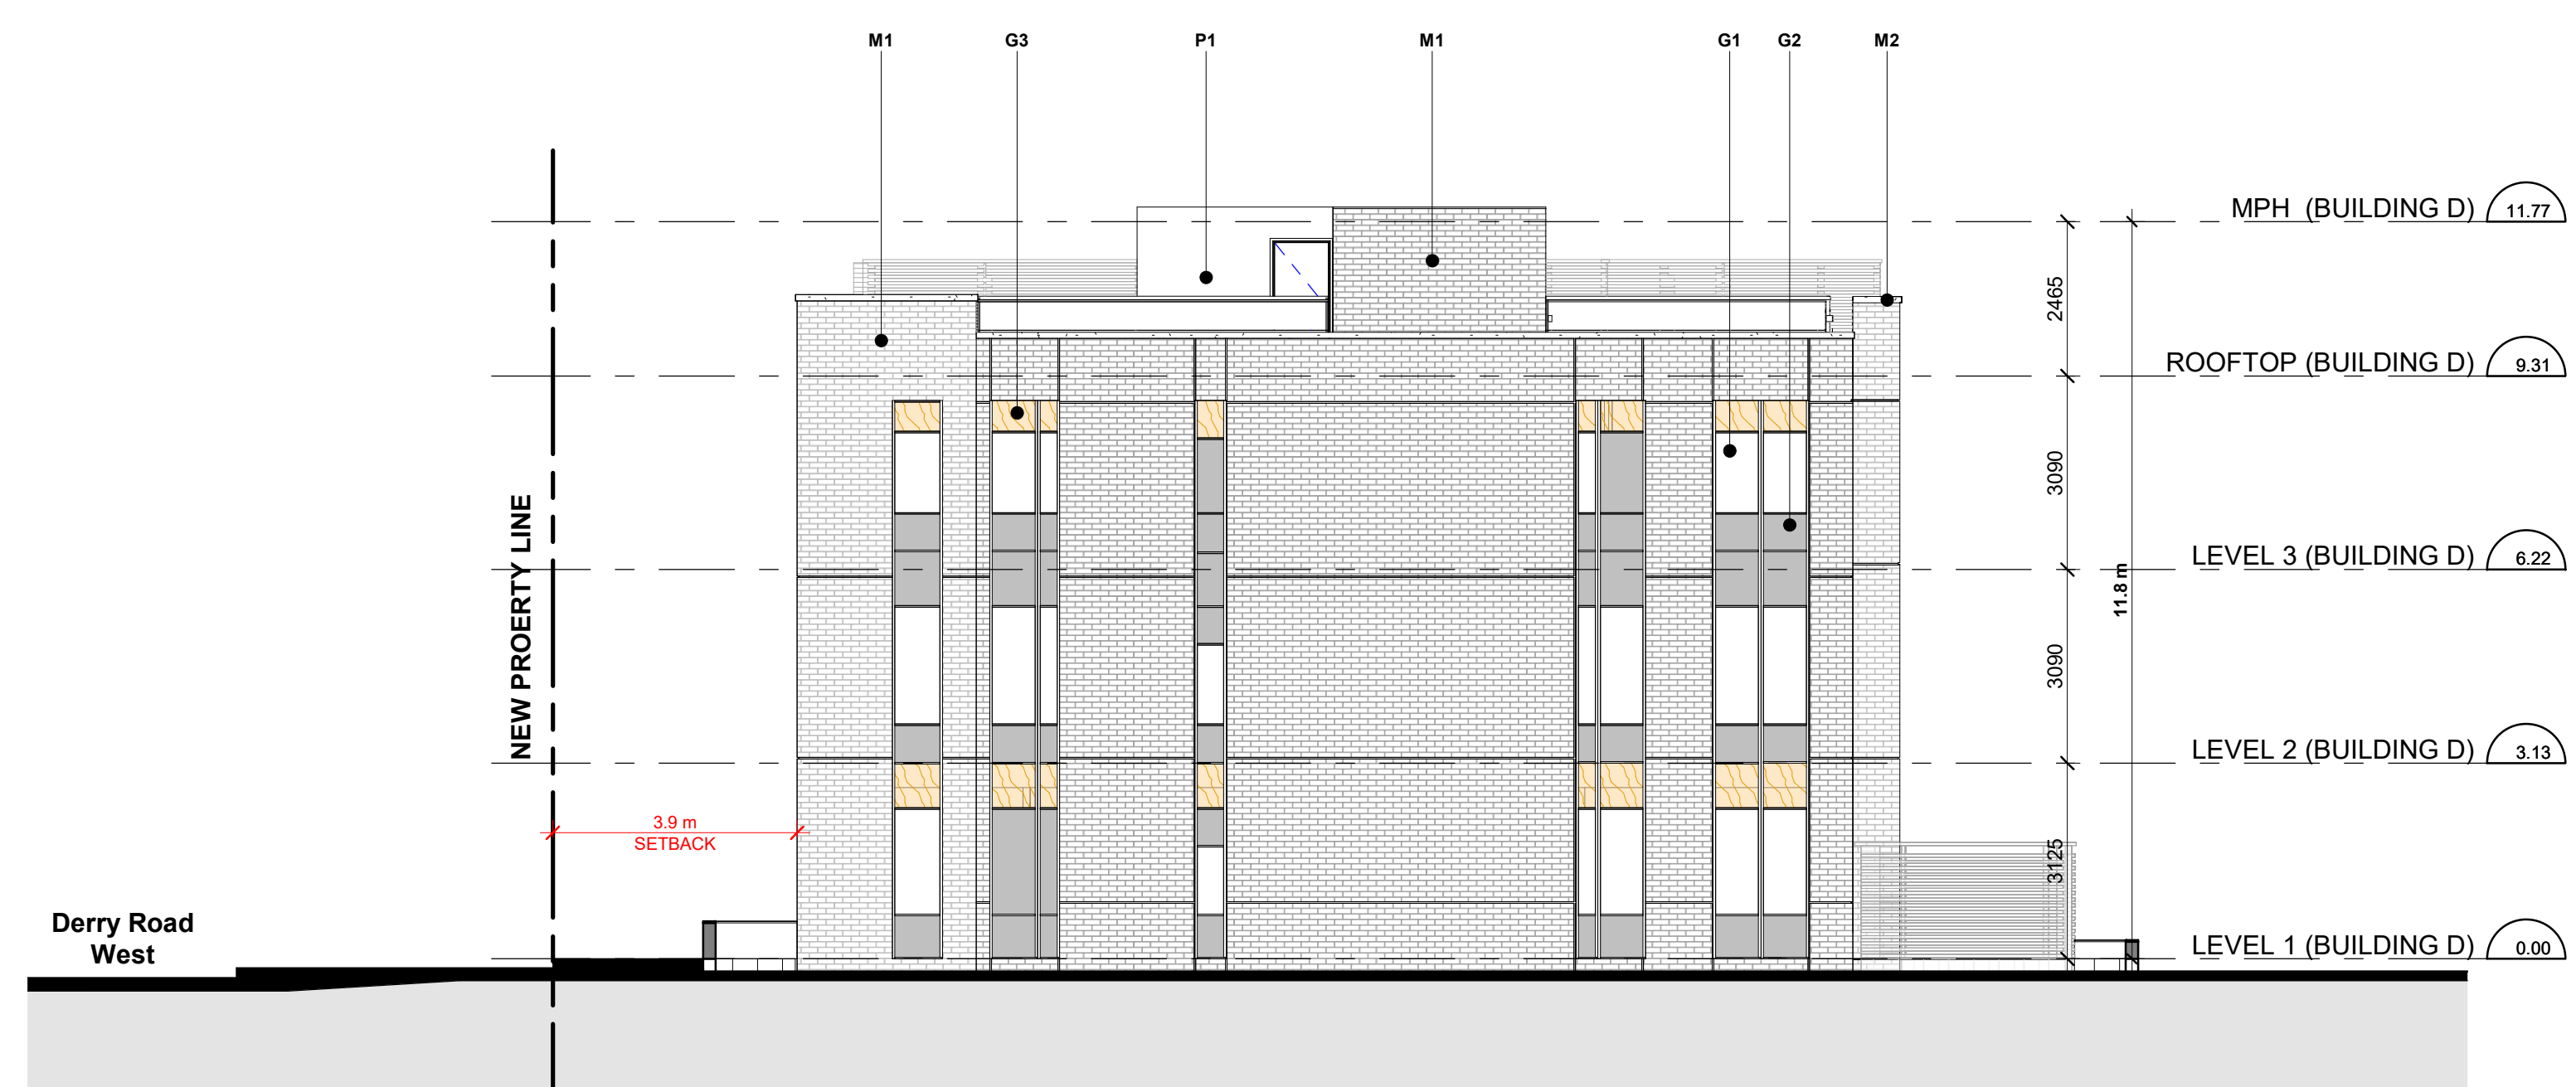 M1 G3 P1 M1 G1 G2 M2
MPH (BUILDING D) 11.77
2465
ROOFTOP (BUILDING D) 9.31
3090
LEVEL 3 (BUILDING D) 6.22
11.8 m
NEW PROPERTY LINE
3090
LEVEL 2 (BUILDING D) 3.13
3.9 m
SETBACK
3125
Derry Road
West
LEVEL 1 (BUILDING D) 0.00